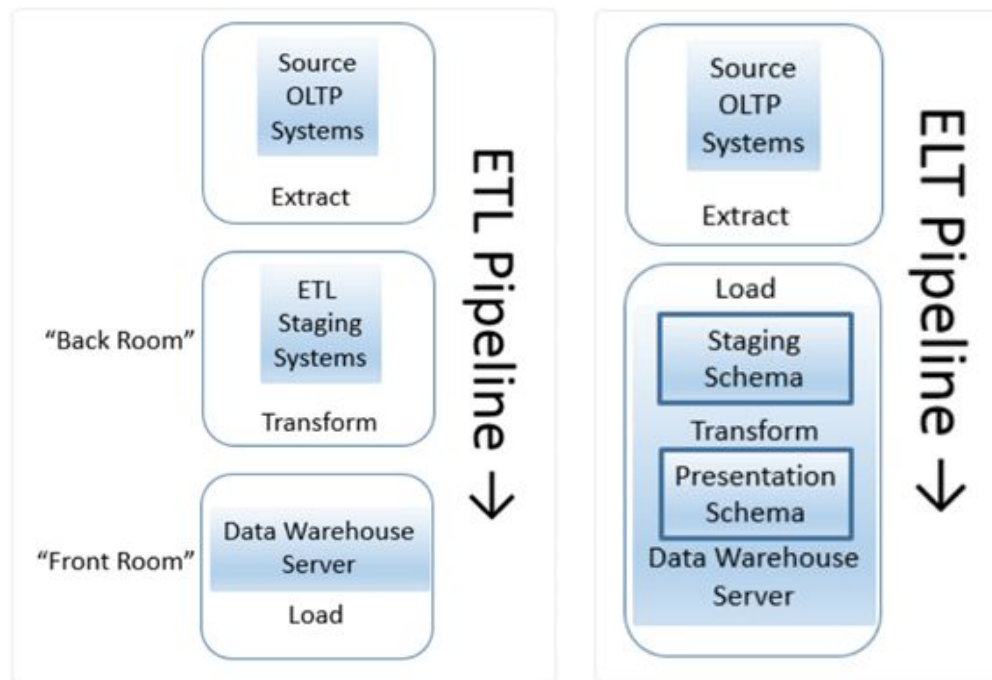 Source
OLTP
Systems
Extract
"Back Room"
ETL
Staging
Systems
Transform
"Front Room"
Data Warehouse
Server
Load
ETL Pipeline →
Source
OLTP
Systems
Extract
Load
Staging
Schema
Transform
Presentation
Schema
Data Warehouse
Server
ELT Pipeline →